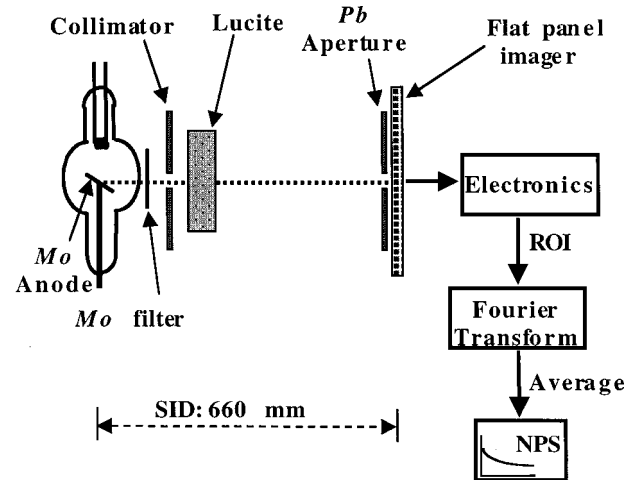 Collimator
Lucite
Pb
Aperture
Flat panel
imager
Electronics
Mo
Anode
Mo filter
ROI
Fourier
Transform
Average
SID: 660 mm
NPS